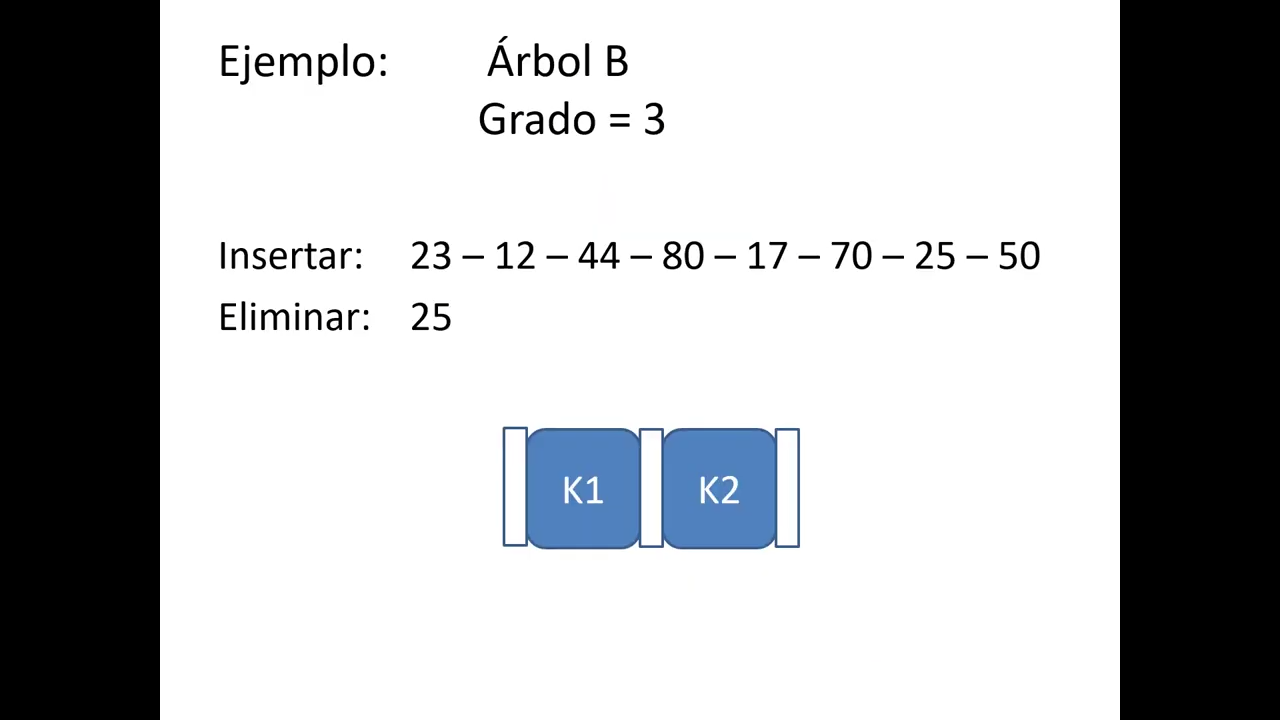 Ejemplo: Árbol B
Grado = 3
Insertar: 23 – 12 – 44 – 80 – 17 – 70 – 25 – 50
Eliminar: 25
K1 K2